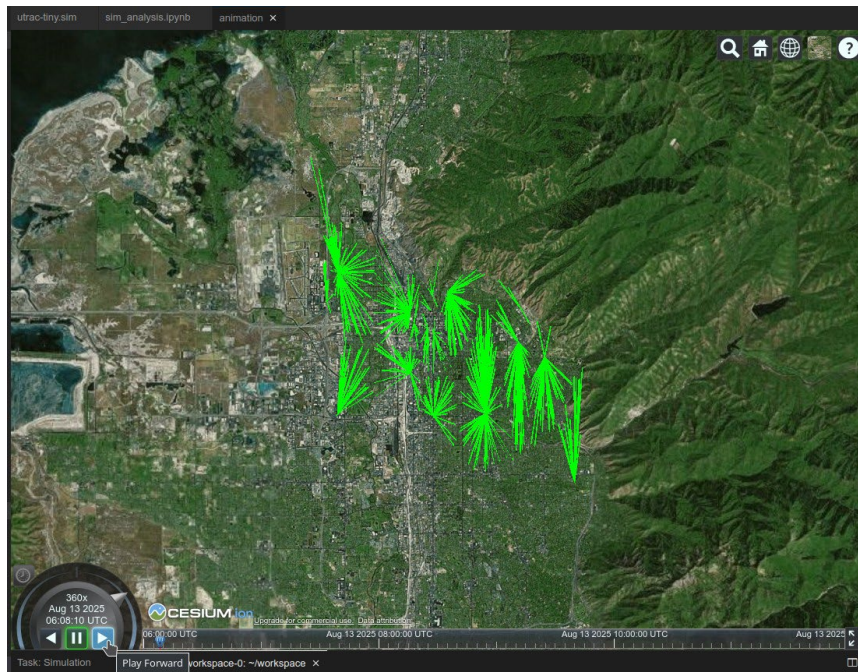 utrac-tiny.sim sim_analysis.ipynb animation ×
?
360x
Aug 13 2025
06:08:10 UTC
CESIUM ion
Upgrade for commercial use. Data attribution
06:00:00 UTC Aug 13 2025 08:00:00 UTC Aug 13 2025 10:00:00 UTC Aug 13 2025
Task: Simulation Play Forward workspace-0: ~/workspace ×